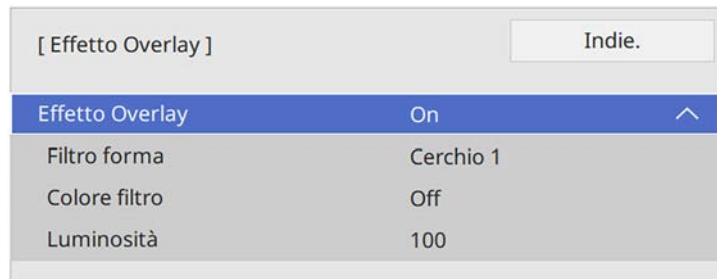 [ Effetto Overlay ] Indie.
Effetto Overlay On
Filtro forma Cerchio 1
Colore filtro Off
Luminosità 100